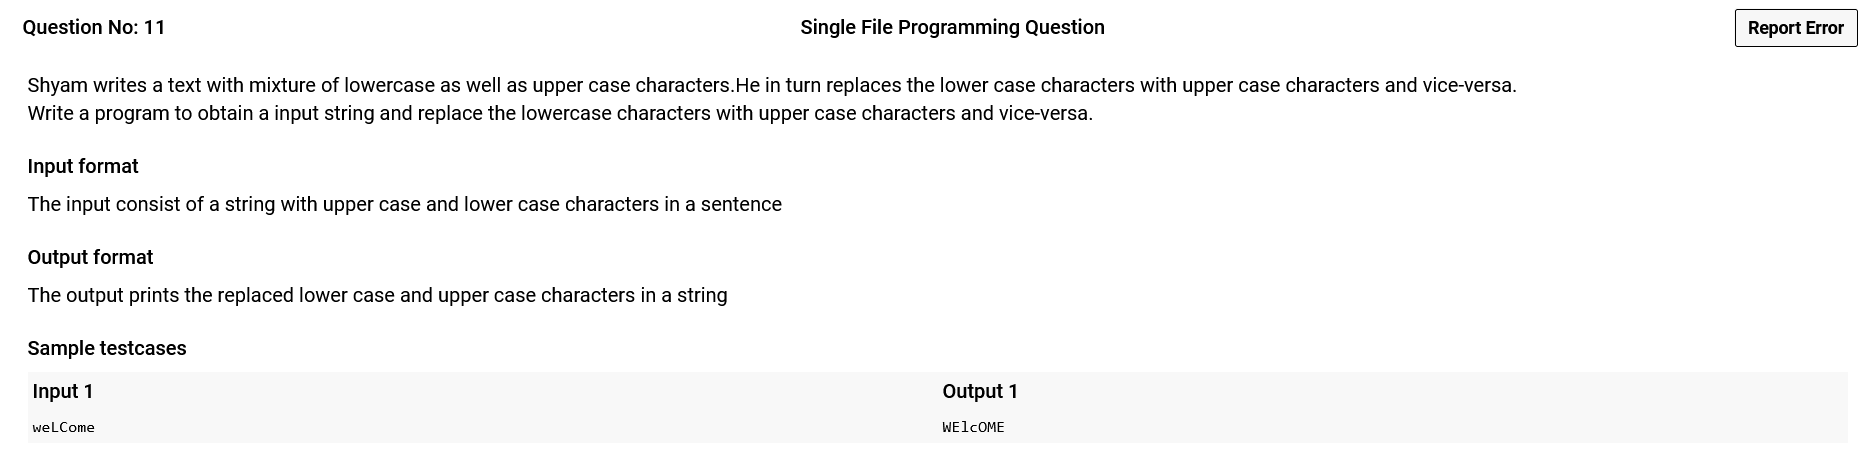 Question No: 11
Single File Programming Question
Report Error
Shyam writes a text with mixture of lowercase as well as upper case characters.He in turn replaces the lower case characters with upper case characters and vice-versa.
Write a program to obtain a input string and replace the lowercase characters with upper case characters and vice-versa.
Input format
The input consist of a string with upper case and lower case characters in a sentence
Output format
The output prints the replaced lower case and upper case characters in a string
Sample testcases
Input 1
Output 1
weLCome
WElcOME